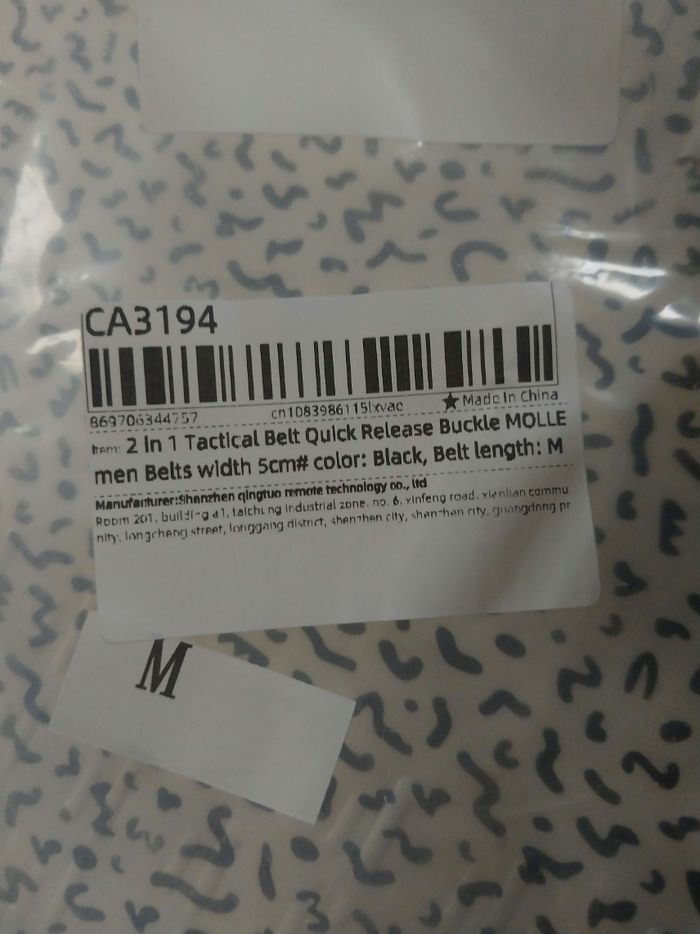 CA3194
869706344757 cn1083986115lxvac ★ Made In China
Item: 2 In 1 Tactical Belt Quick Release Buckle MOLLE
men Belts width 5cm# color: Black, Belt length: M
Manufarturer:Shenzhen qingtuo remote technology co., ltd
Room 201, building a1, taichung industrial zone, no. 6, yinfeng road, xienlian commu
nity, longcheng street, longgang district, shenzhen city, shenzhen city, guangdong pr
M